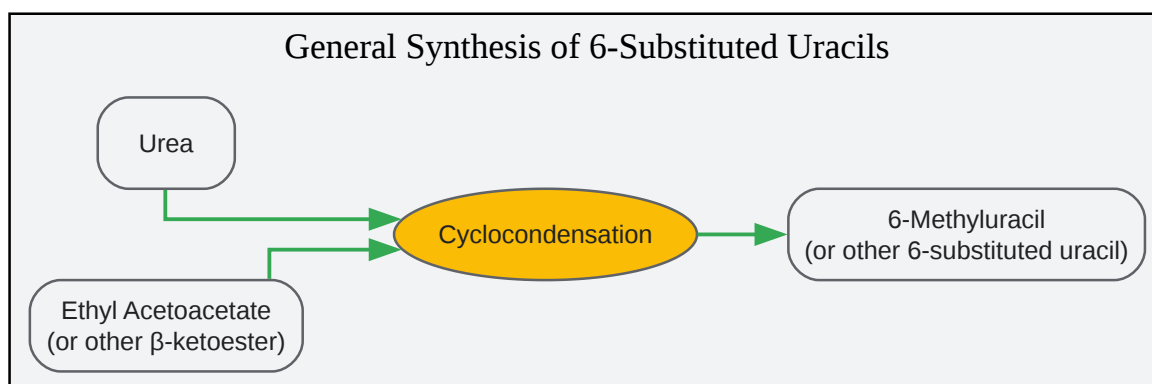 General Synthesis of 6-Substituted Uracils
Urea
Cyclocondensation
6-Methyluracil
(or other 6-substituted uracil)
Ethyl Acetoacetate
(or other β-ketoester)